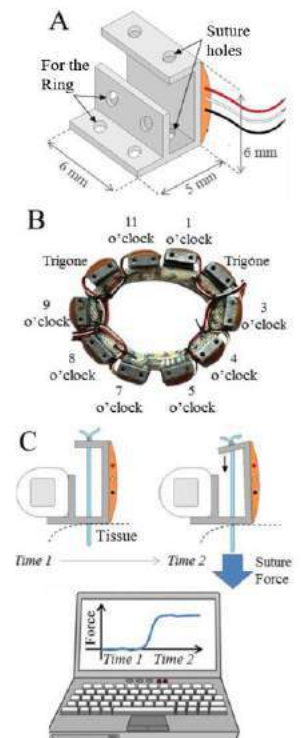 A
Suture
holes
For the
Ring
6 mm
5 mm
6 mm
B
11
o'clock
1
o'clock
Trigone
Trigone
9
o'clock
3
o'clock
8
o'clock
4
o'clock
7
o'clock
5
o'clock
C
Tissue
Time 1
Time 2
Suture
Force
Force
Time 1
Time 2